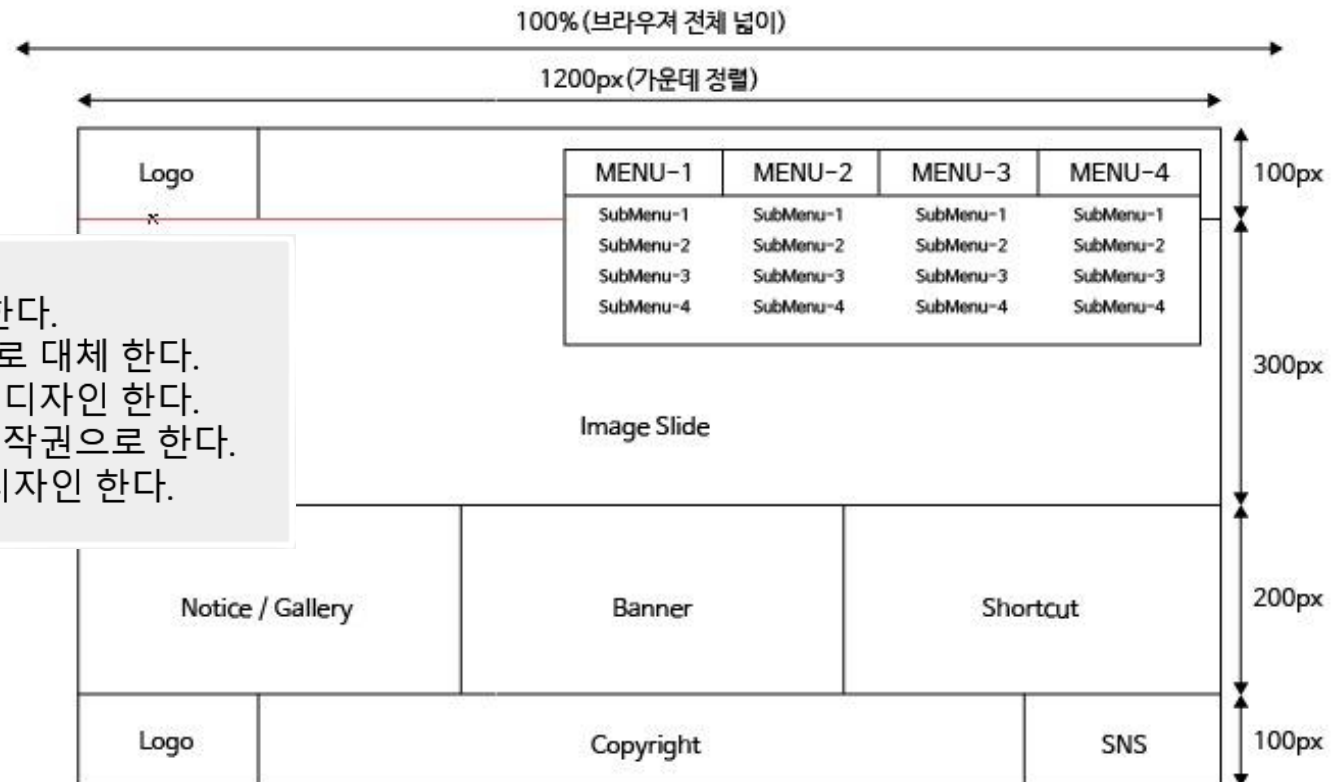 100% (브라우져 전체 넓이)
1200px (가운데 정렬)
Logo
MENU-1 MENU-2 MENU-3 MENU-4
100px
SubMenu-1 SubMenu-1 SubMenu-1 SubMenu-1
SubMenu-2 SubMenu-2 SubMenu-2 SubMenu-2
SubMenu-3 SubMenu-3 SubMenu-3 SubMenu-3
SubMenu-4 SubMenu-4 SubMenu-4 SubMenu-4
한다.
로 대체 한다.
디자인 한다.
작권으로 한다.
디자인 한다.
300px
Image Slide
Notice / Gallery
Banner
Shortcut
200px
Logo
Copyright
SNS
100px